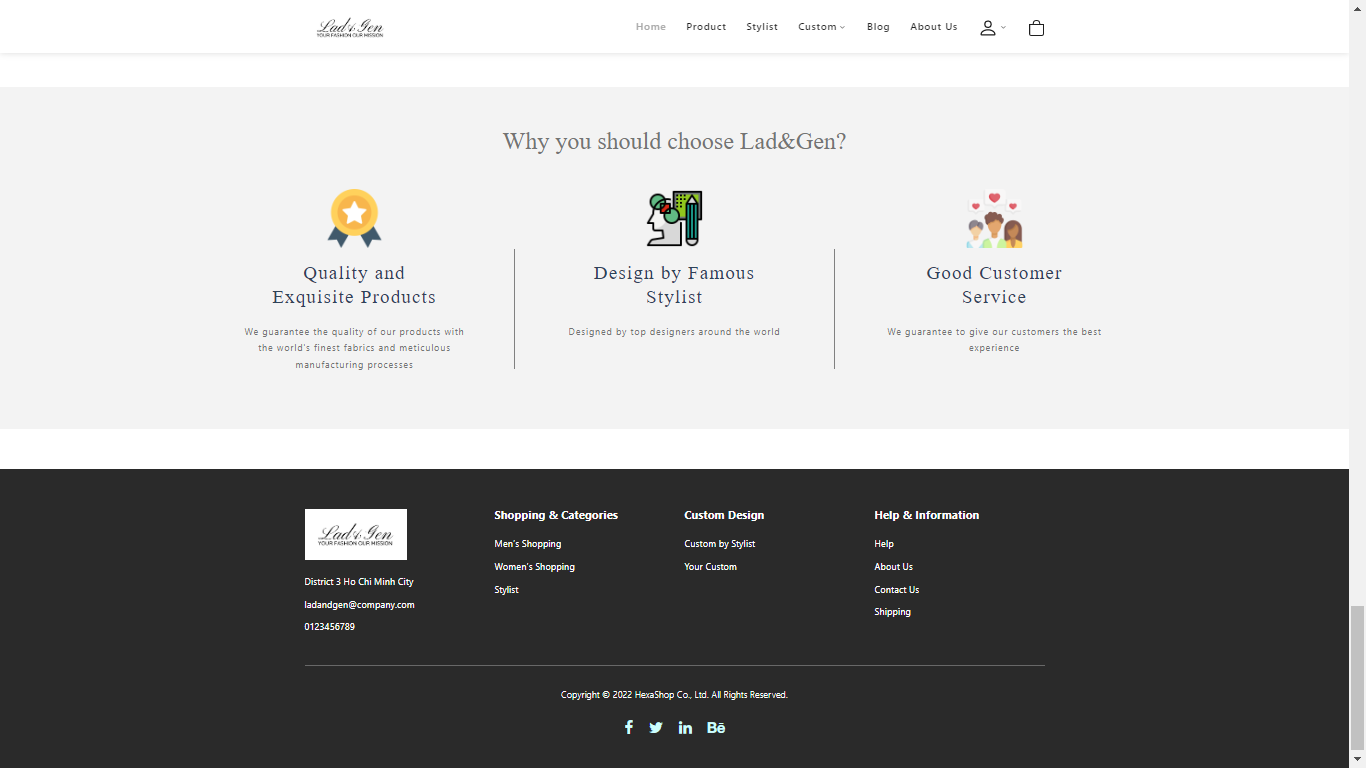 Lad & Gen
YOUR FASHION OUR MISSION
Home Product Stylist Custom Blog About Us
Why you should choose Lad&Gen?
Quality and
Exquisite Products
We guarantee the quality of our products with
the world's finest fabrics and meticulous
manufacturing processes
Design by Famous
Stylist
Designed by top designers around the world
Good Customer
Service
We guarantee to give our customers the best
experience
Lad & Gen
YOUR FASHION OUR MISSION
District 3 Ho Chi Minh City
ladandgen@company.com
0123456789
Shopping & Categories
Men's Shopping
Women's Shopping
Stylist
Custom Design
Custom by Stylist
Your Custom
Help & Information
Help
About Us
Contact Us
Shipping
Copyright © 2022 HexaShop Co., Ltd. All Rights Reserved.
f in Bē